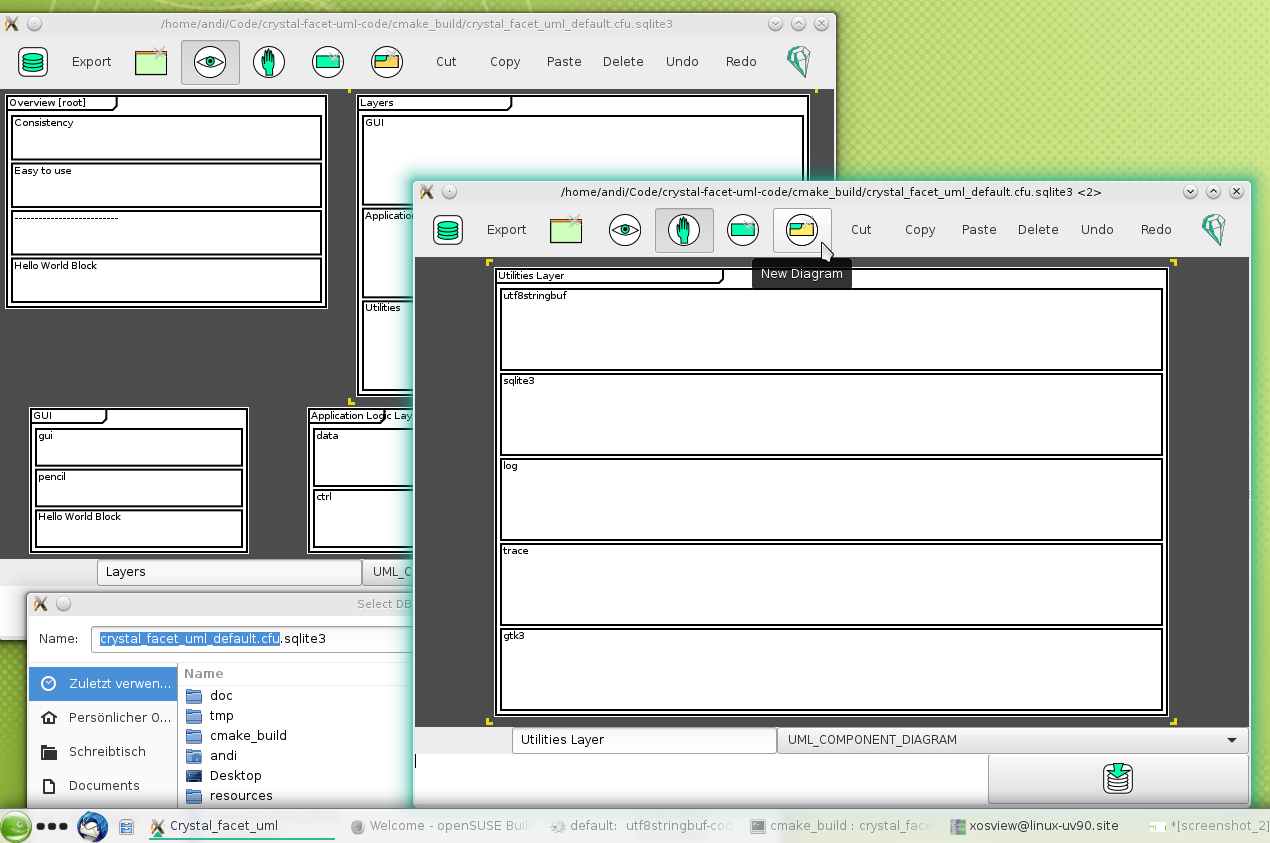 /home/andi/Code/crystal-facet-uml-code/cmake_build/crystal_facet_uml_default.cfu.sqlite3
Export Cut Copy Paste Delete Undo Redo
Overview [root]
Consistency
Easy to use
--------------------------
Hello World Block
Layers
GUI
Application
Utilities
GUI
gui
pencil
Hello World Block
Application Logic Lay
data
ctrl
Layers UML_C
/home/andi/Code/crystal-facet-uml-code/cmake_build/crystal_facet_uml_default.cfu.sqlite3 <2>
Export Cut Copy Paste Delete Undo Redo
New Diagram
Utilities Layer
utf8stringbuf
sqlite3
log
trace
gtk3
Utilities Layer UML_COMPONENT_DIAGRAM
Select DB
Name: crystal_facet_uml_default.cfu.sqlite3
Zuletzt verwen...
Persönlicher O...
Schreibtisch
Documents
Name
doc
tmp
cmake_build
andi
Desktop
resources
Crystal_facet_uml Welcome - openSUSE Buil default: utf8stringbuf-cod cmake_build : crystal_face xosview@linux-uv90.site *[screenshot_2]